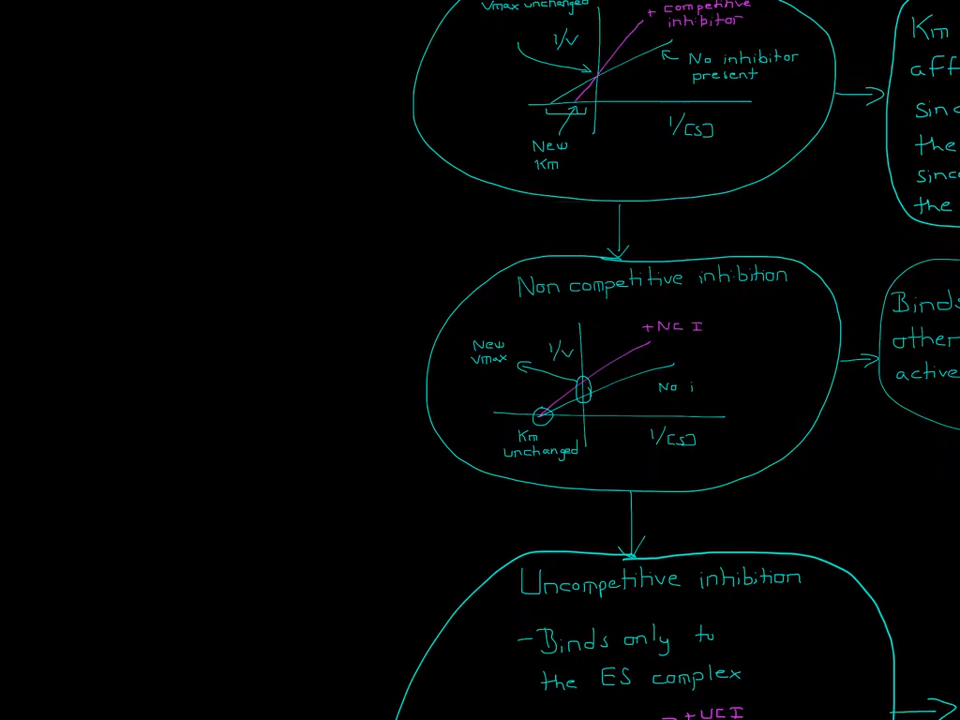 Vmax unchanged
+ Competitive
inhibitor
1/V
No inhibitor
present
1/[S]
New
Km
Km
aff
Sinc
the
since
the
Non competitive inhibition
+NC I
New
Vmax
1/V
No i
Km
unchanged
1/[S]
Binds
other
active
Uncompetitive inhibition
- Binds only to
the ES complex
+UC I